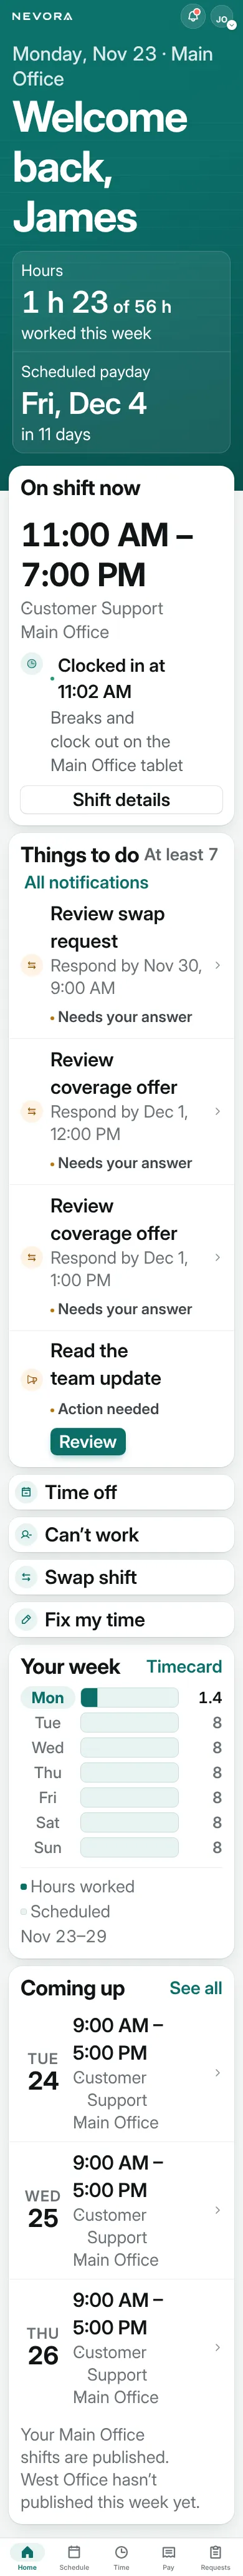 NEVORA
JO
Monday, Nov 23 · Main
Office
Welcome
back,
James
Hours
1 h 23 of 56 h
worked this week
Scheduled payday
Fri, Dec 4
in 11 days
On shift now
11:00 AM –
7:00 PM
Customer Support
Main Office
Clocked in at
11:02 AM
Breaks and
clock out on the
Main Office tablet
Shift details
Things to do At least 7
All notifications
Review swap
request
Respond by Nov 30,
9:00 AM
Needs your answer
Review
coverage offer
Respond by Dec 1,
12:00 PM
Needs your answer
Review
coverage offer
Respond by Dec 1,
1:00 PM
Needs your answer
Read the
team update
Action needed
Review
Time off
Can't work
Swap shift
Fix my time
Your week Timecard
Mon 1.4
Tue 8
Wed 8
Thu 8
Fri 8
Sat 8
Sun 8
Hours worked
Scheduled
Nov 23–29
Coming up See all
TUE
24
9:00 AM –
5:00 PM
Customer
Support
Main Office
WED
25
9:00 AM –
5:00 PM
Customer
Support
Main Office
THU
26
9:00 AM –
5:00 PM
Customer
Support
Main Office
Your Main Office
shifts are published.
West Office hasn't
published this week yet.
Home Schedule Time Pay Requests